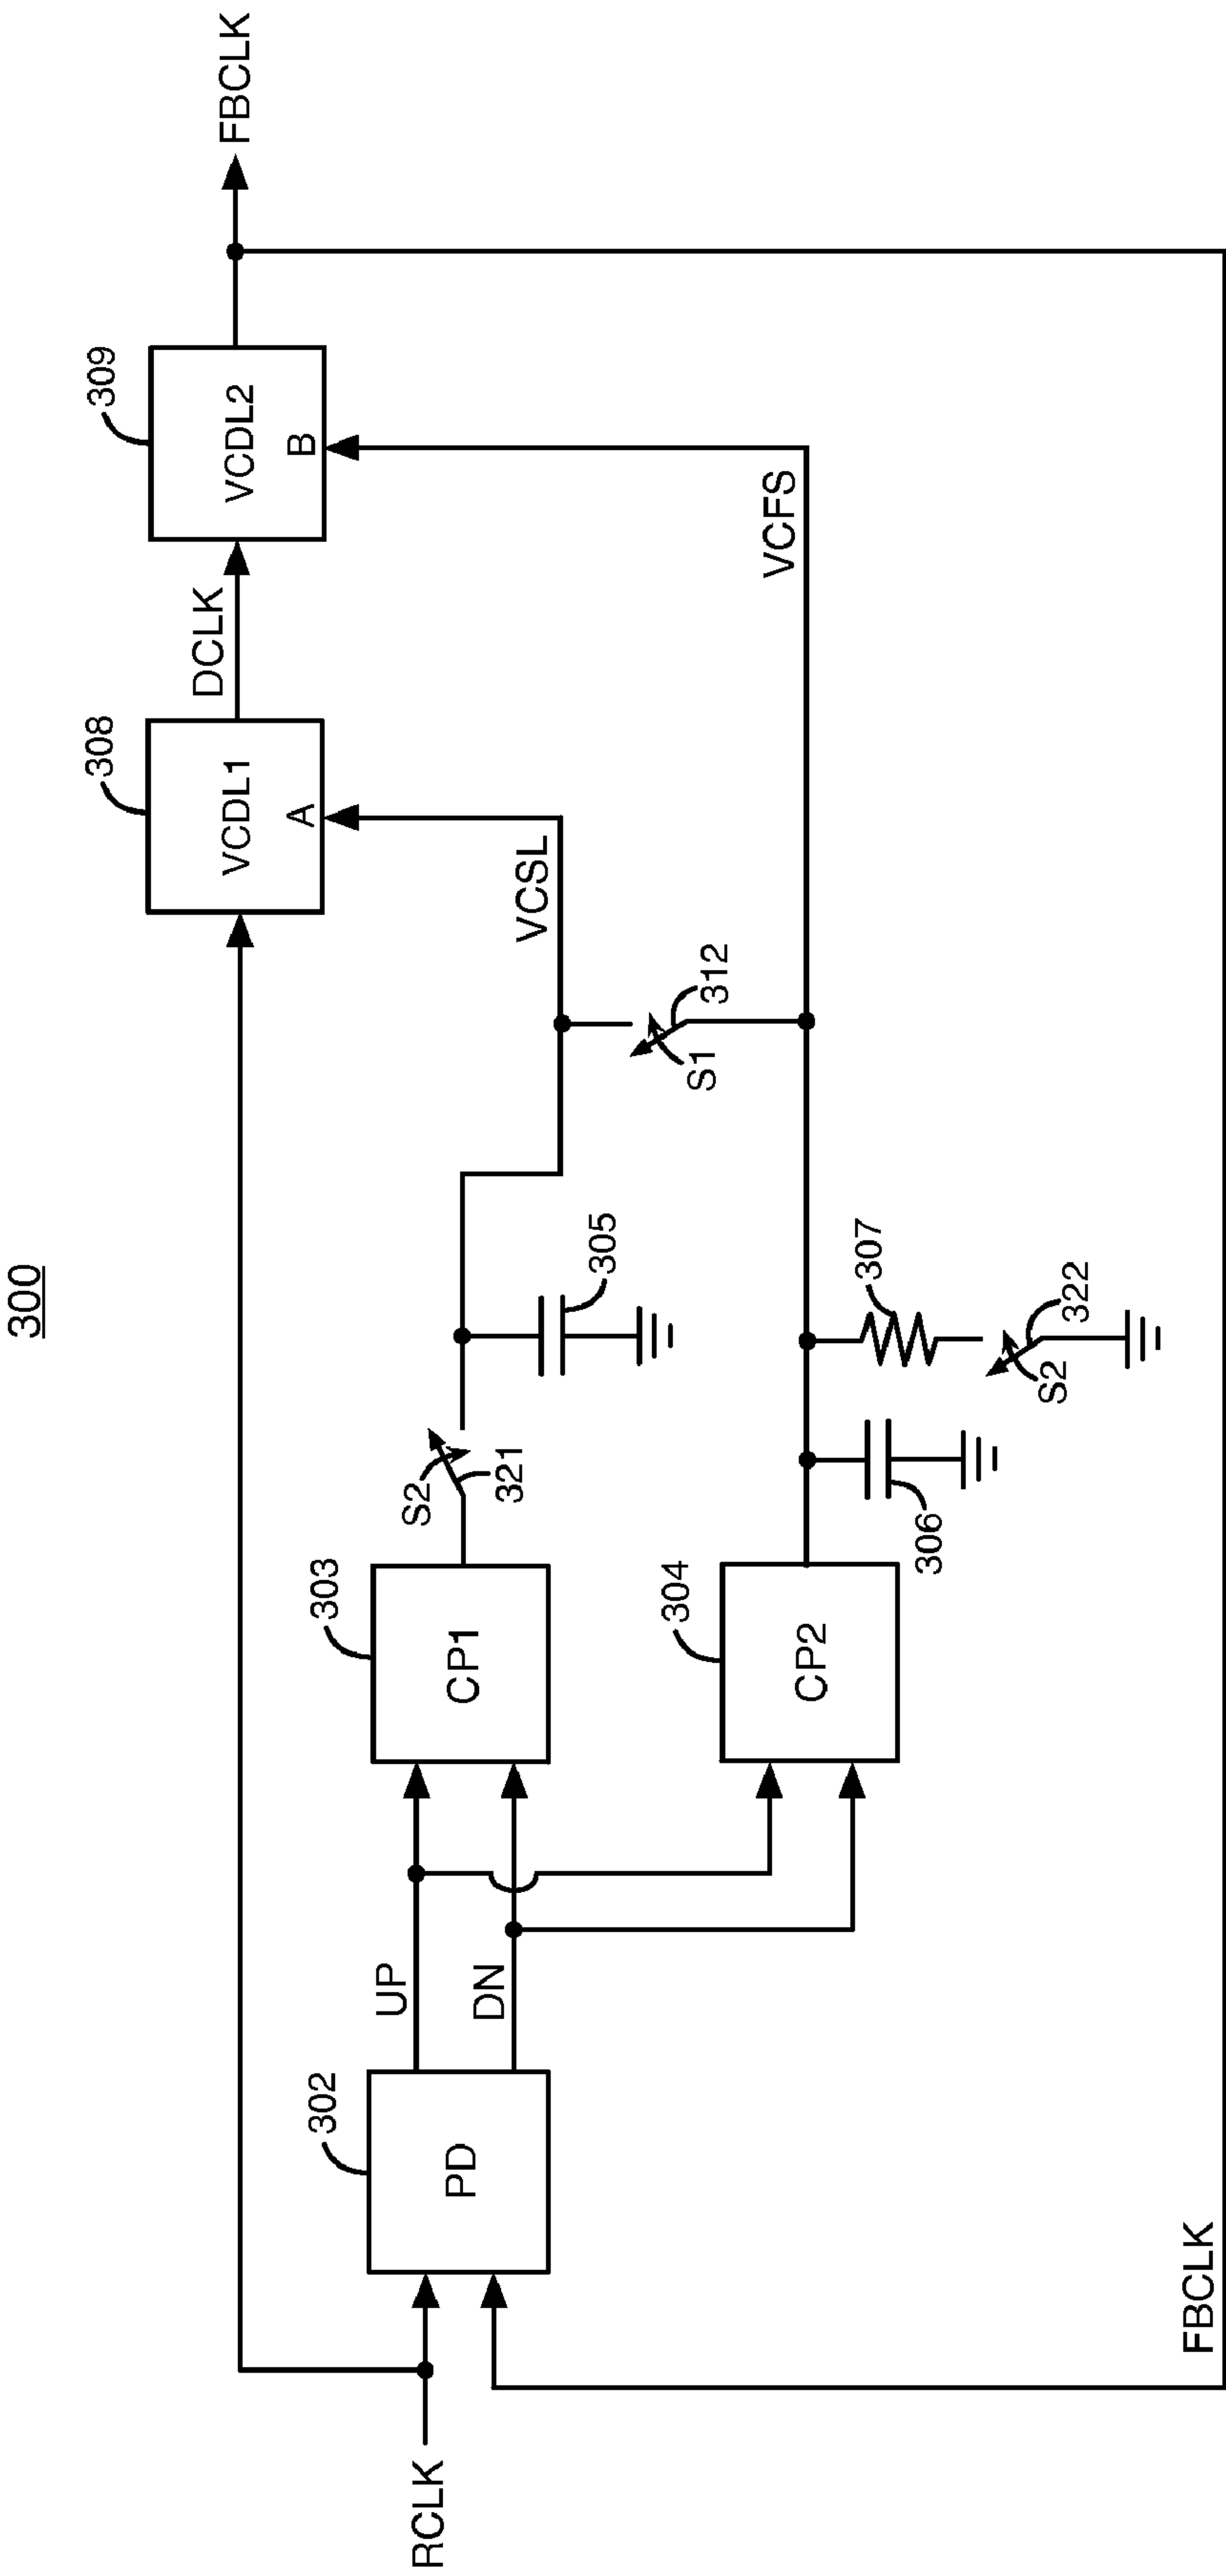 300
RCLK
302
PD
UP
DN
303
CP1
304
CP2
S2
321
305
306
307
S2
322
S1
312
VCSL
VCFS
308
VCDL1
A
DCLK
309
VCDL2
B
FBCLK
FBCLK